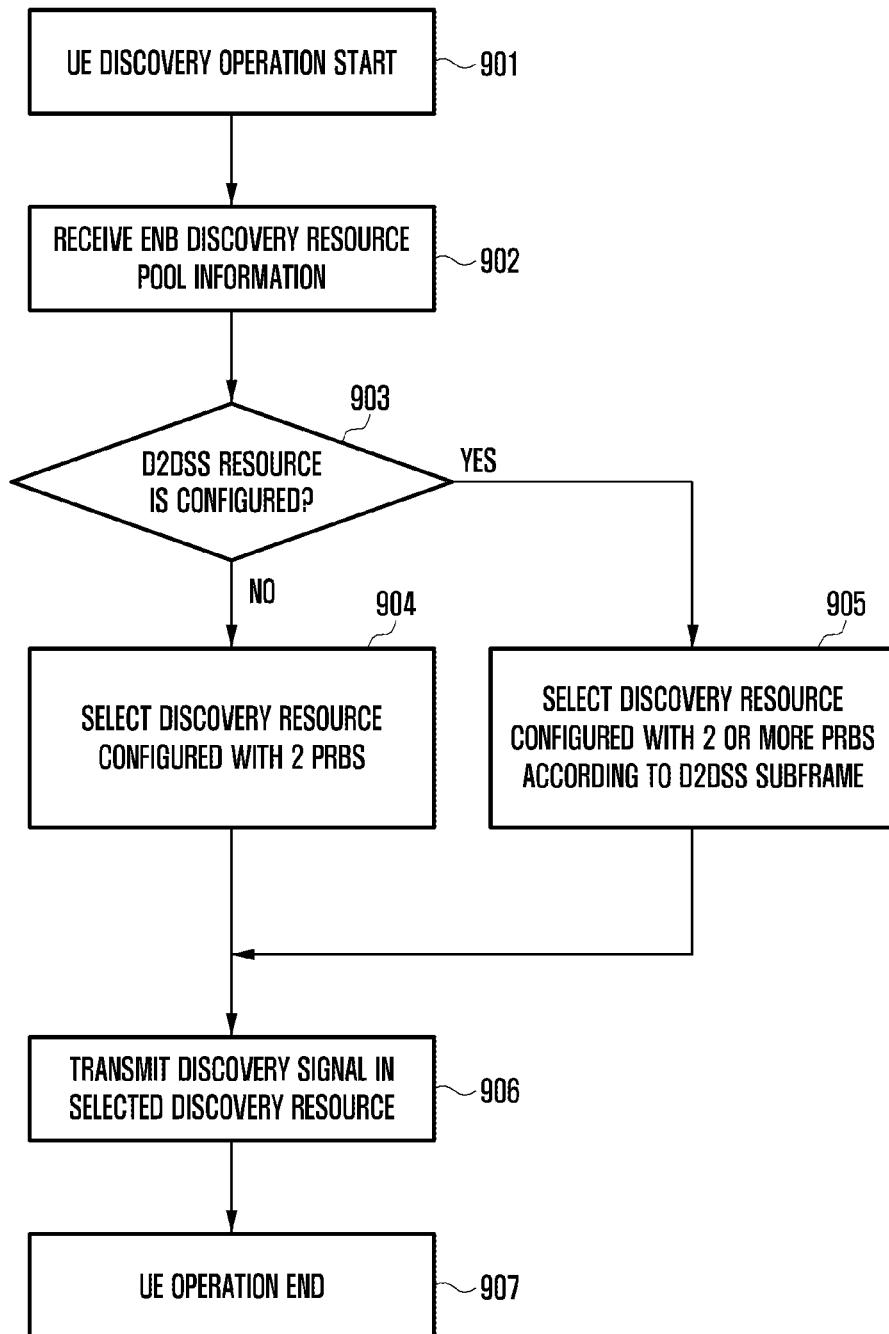 UE DISCOVERY OPERATION START
901
RECEIVE ENB DISCOVERY RESOURCE
POOL INFORMATION
902
903
D2DSS RESOURCE
IS CONFIGURED?
YES
NO
904
SELECT DISCOVERY RESOURCE
CONFIGURED WITH 2 PRBS
905
SELECT DISCOVERY RESOURCE
CONFIGURED WITH 2 OR MORE PRBS
ACCORDING TO D2DSS SUBFRAME
TRANSMIT DISCOVERY SIGNAL IN
SELECTED DISCOVERY RESOURCE
906
UE OPERATION END
907